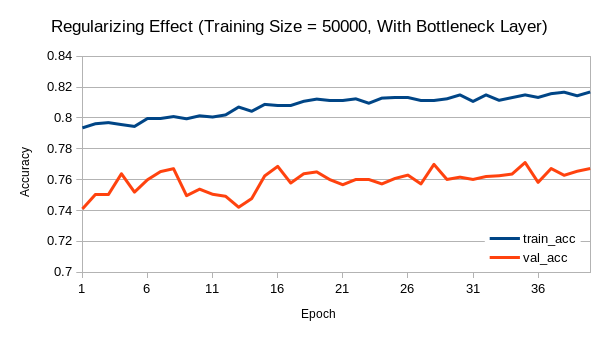 Regularizing Effect (Training Size = 50000, With Bottleneck Layer)
0.84
0.82
0.8
0.78
0.76
0.74
0.72
0.7
Accuracy
train_acc
val_acc
1 6 11 16 21 26 31 36
Epoch